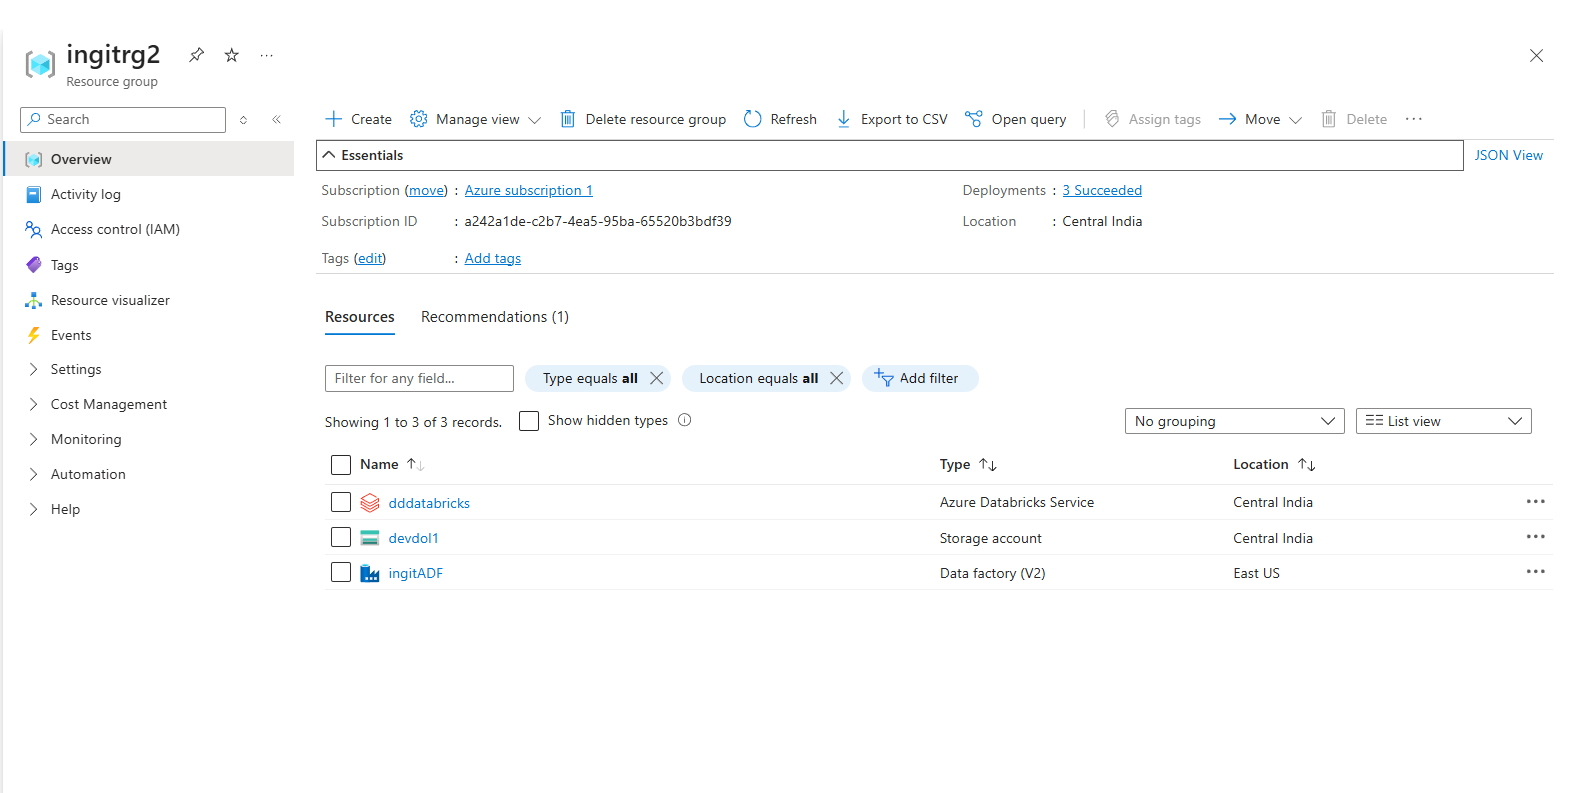 ingitrg2
Resource group
Search
Create Manage view Delete resource group Refresh Export to CSV Open query Assign tags Move Delete
Overview
Activity log
Access control (IAM)
Tags
Resource visualizer
Events
Settings
Cost Management
Monitoring
Automation
Help
Essentials
JSON View
Subscription (move) : Azure subscription 1
Deployments : 3 Succeeded
Subscription ID : a242a1de-c2b7-4ea5-95ba-65520b3bdf39
Location : Central India
Tags (edit) : Add tags
Resources Recommendations (1)
Filter for any field... Type equals all Location equals all Add filter
Showing 1 to 3 of 3 records. Show hidden types No grouping List view
Name Type Location
dddatabricks Azure Databricks Service Central India
devdol1 Storage account Central India
ingitADF Data factory (V2) East US